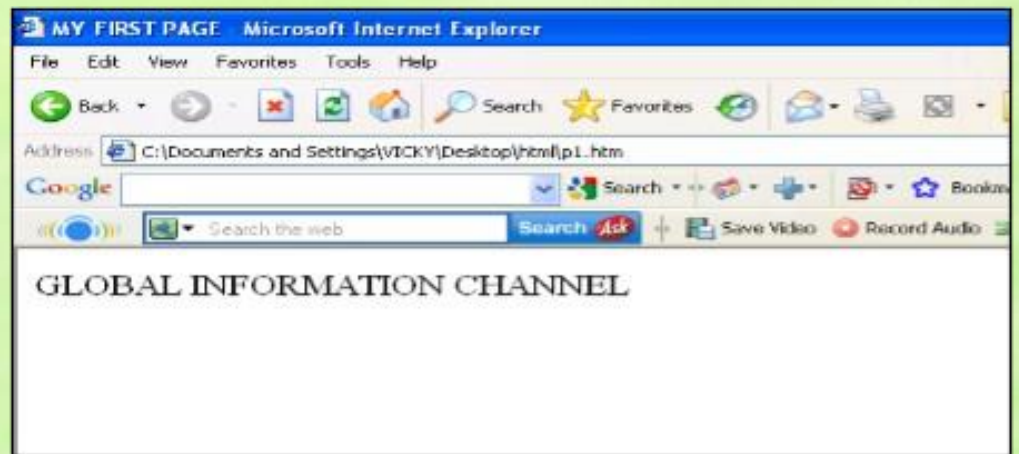 MY FIRST PAGE Microsoft Internet Explorer
File Edit View Favorites Tools Help
Back Search Favorites
Address C:\Documents and Settings\VICKY\Desktop\html\p1.htm
Google Search
Search the web Search Ask Save Video Record Audio
GLOBAL INFORMATION CHANNEL